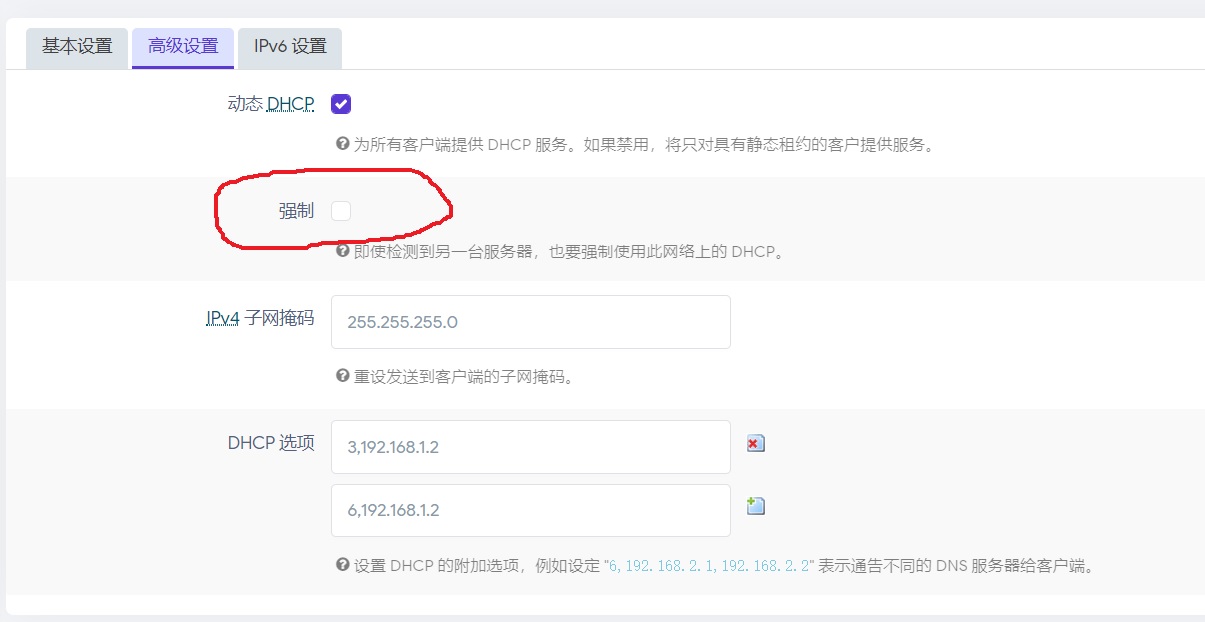 基本设置 高级设置 IPv6 设置
动态 DHCP
为所有客户端提供 DHCP 服务。如果禁用，将只对具有静态租约的客户提供服务。
强制
即使检测到另一台服务器，也要强制使用此网络上的 DHCP。
IPv4 子网掩码 255.255.255.0
重设发送到客户端的子网掩码。
DHCP 选项 3,192.168.1.2
6,192.168.1.2
设置 DHCP 的附加选项，例如设定 "6,192.168.2.1,192.168.2.2" 表示通告不同的 DNS 服务器给客户端。